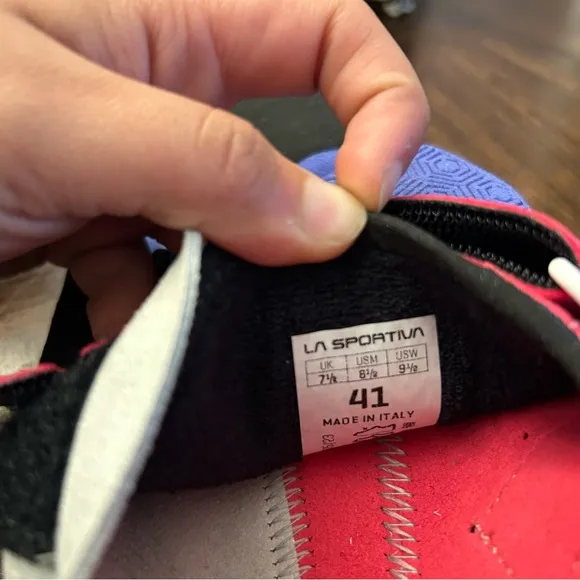 LA SPORTIVA
UK USM USW
7½ 8½ 9½
41
MADE IN ITALY